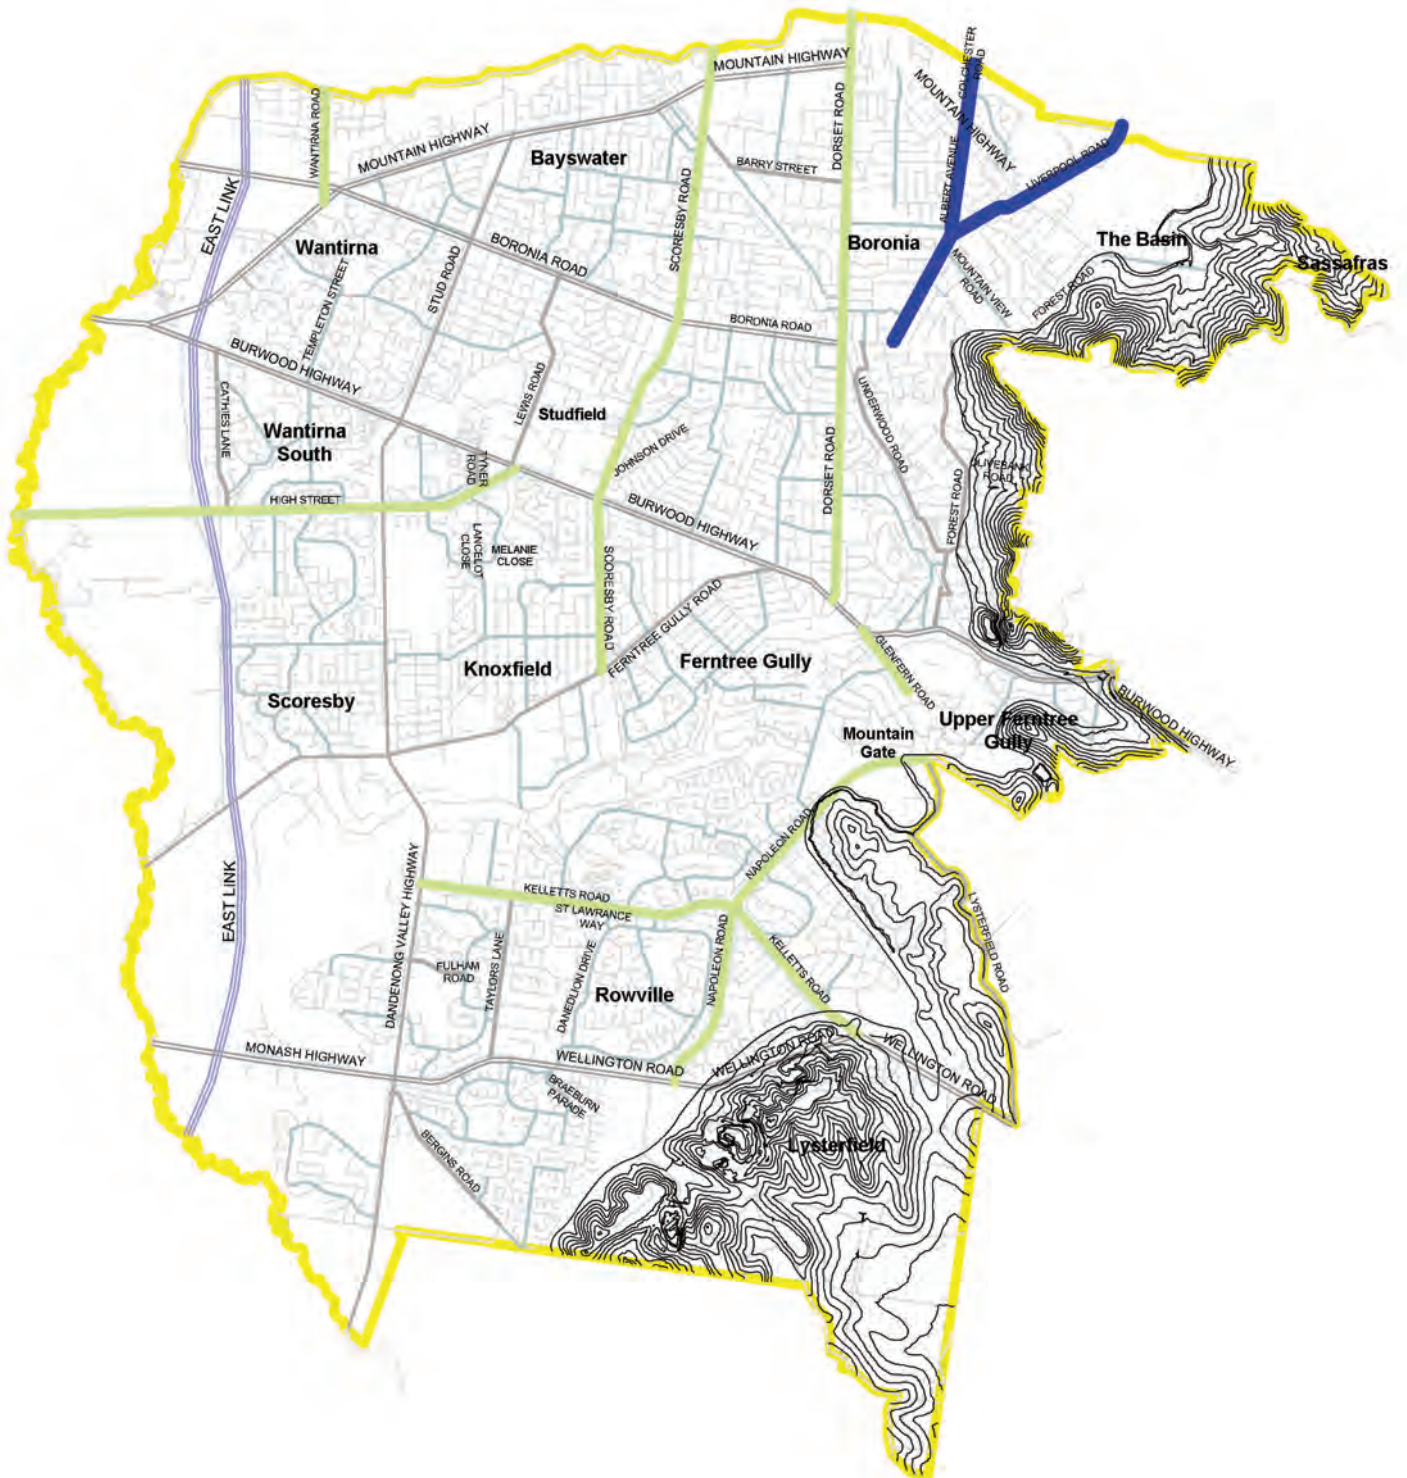 COLCHESTER
ROAD
MOUNTAIN HIGHWAY
MOUNTAIN HIGHWAY
WANTIRNA ROAD
DORSET ROAD
MOUNTAIN HIGHWAY
Bayswater
BARRY STREET
ALBERT AVENUE
LIVERPOOL ROAD
EAST LINK
SCORESBY ROAD
Wantirna
BORONIA ROAD
Boronia
The Basin
Sassafras
STUD ROAD
TEMPLETON STREET
MOUNTAIN VIEW
ROAD
FOREST ROAD
BORONIA ROAD
BURWOOD HIGHWAY
CATHIES LANE
LEWIS ROAD
UNDERWOOD ROAD
Studfield
Wantirna
South
JOHNSON DRIVE
TYNER
ROAD
DORSET ROAD
OLIVEBANK
ROAD
HIGH STREET
BURWOOD HIGHWAY
FOREST ROAD
LANCELOT
CLOSE
MELANIE
CLOSE
SCORESBY ROAD
FERNTREE GULLY ROAD
Knoxfield
Ferntree Gully
GLENFERN ROAD
Scoresby
Upper Ferntree
Gully
BURWOOD HIGHWAY
Mountain
Gate
NAPOLEON ROAD
EAST LINK
DANDENONG VALLEY HIGHWAY
KELLETTS ROAD
ST LAWRANCE
WAY
LYSTERFIELD ROAD
TAYLORS LANE
FULHAM
ROAD
DANEDLION DRIVE
NAPOLEON ROAD
KELLETTS ROAD
Rowville
MONASH HIGHWAY
WELLINGTON ROAD
WELLINGTON ROAD
WELLINGTON ROAD
BRAEBURN
PARADE
BERGINS ROAD
Lysterfield